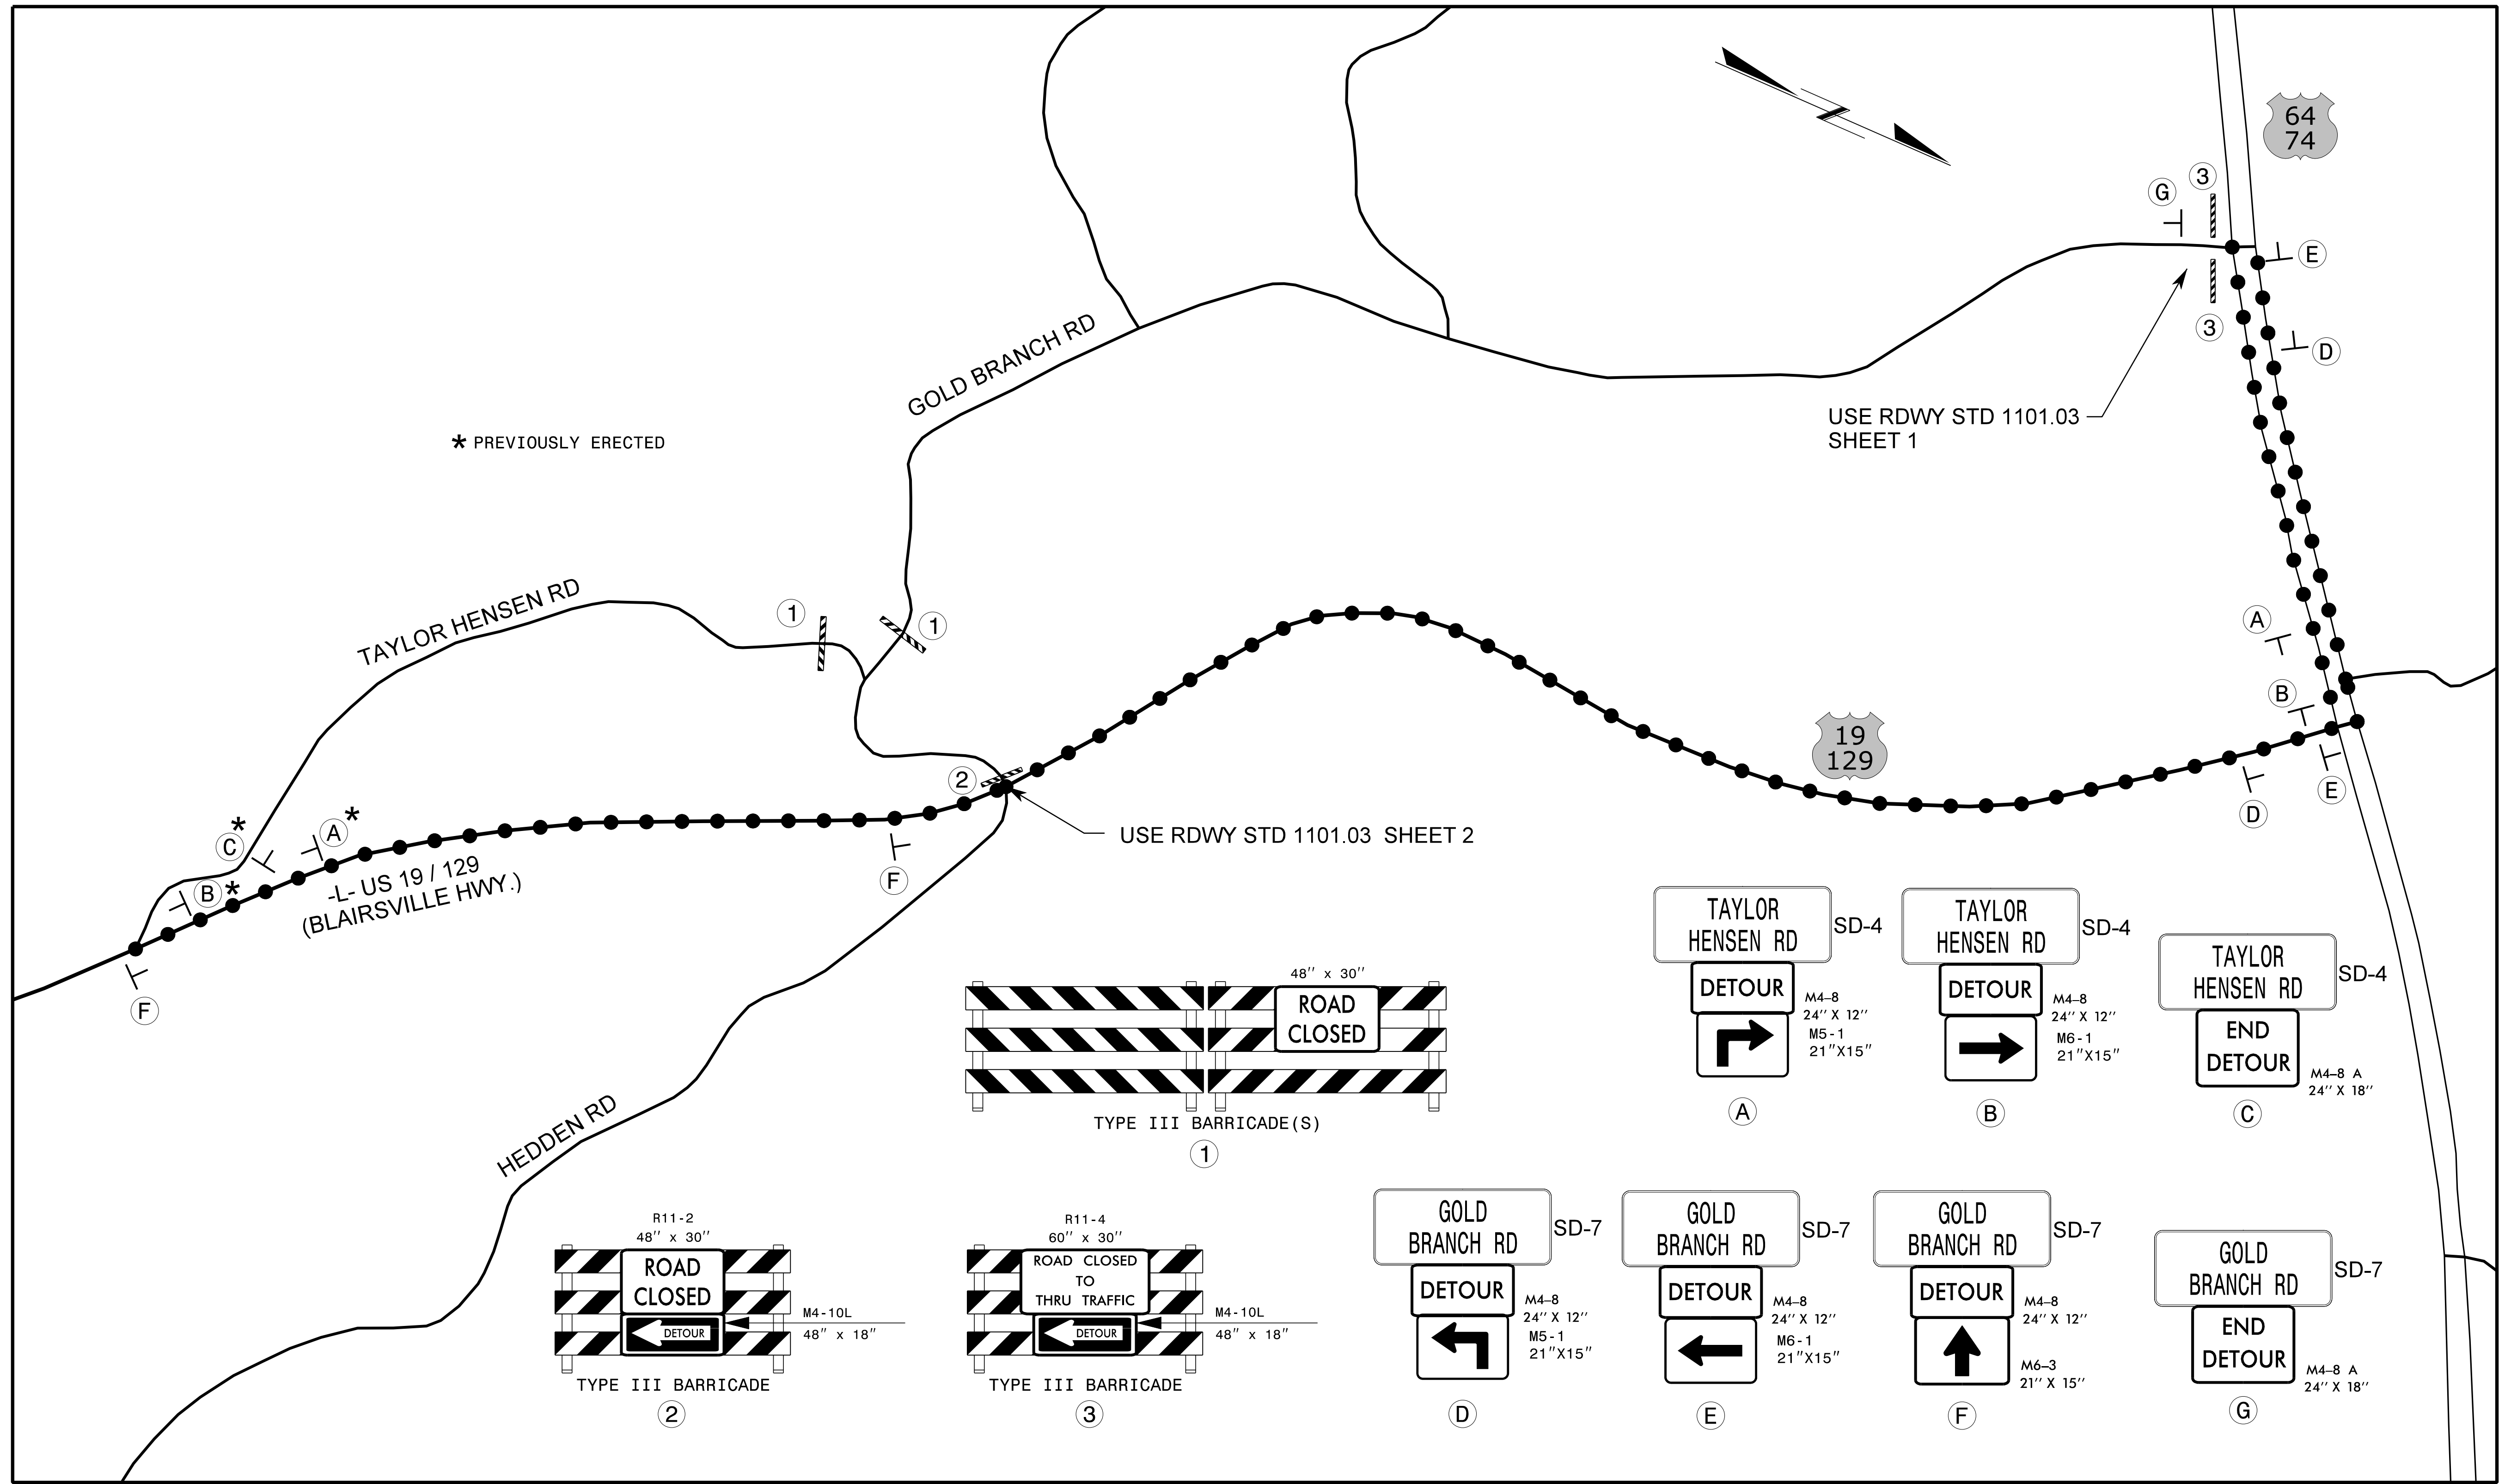 64
74
G
3
E
3
D
GOLD BRANCH RD
USE RDWY STD 1101.03
SHEET 1
* PREVIOUSLY ERECTED
TAYLOR HENSEN RD
1
1
A
B
19
129
2
E
D
USE RDWY STD 1101.03 SHEET 2
C *
A *
B *
-L- US 19 / 129
(BLAIRSVILLE HWY.)
F
F
HEDDEN RD
48" x 30"
ROAD
CLOSED
TYPE III BARRICADE(S)
1
TAYLOR
HENSEN RD
SD-4
DETOUR
M4-8
24" X 12"
M5-1
21"X15"
A
TAYLOR
HENSEN RD
SD-4
DETOUR
M4-8
24" X 12"
M6-1
21"X15"
B
TAYLOR
HENSEN RD
SD-4
END
DETOUR
M4-8 A
24" X 18"
C
R11-2
48" x 30"
ROAD
CLOSED
DETOUR
M4-10L
48" x 18"
TYPE III BARRICADE
2
R11-4
60" x 30"
ROAD CLOSED
TO
THRU TRAFFIC
DETOUR
M4-10L
48" x 18"
TYPE III BARRICADE
3
GOLD
BRANCH RD
SD-7
DETOUR
M4-8
24" X 12"
M5-1
21"X15"
D
GOLD
BRANCH RD
SD-7
DETOUR
M4-8
24" X 12"
M6-1
21"X15"
E
GOLD
BRANCH RD
SD-7
DETOUR
M4-8
24" X 12"
M6-3
21" X 15"
F
GOLD
BRANCH RD
SD-7
END
DETOUR
M4-8 A
24" X 18"
G